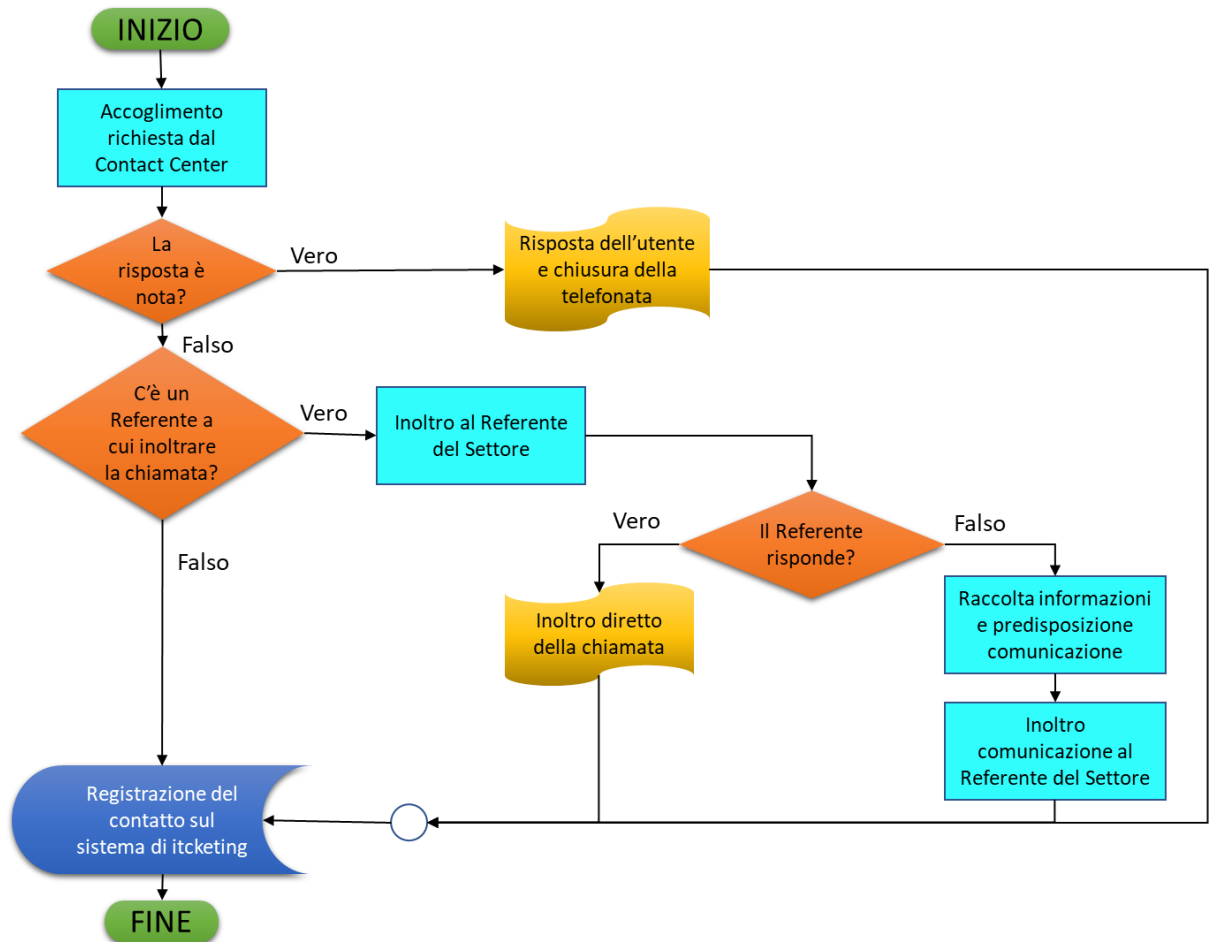 INIZIO
Accoglimento
richiesta dal
Contact Center
La
risposta è
nota?
Vero
Risposta dell'utente
e chiusura della
telefonata
Falso
C'è un
Referente a
cui inoltrare
la chiamata?
Vero
Inoltro al Referente
del Settore
Falso
Il Referente
risponde?
Vero
Falso
Inoltro diretto
della chiamata
Raccolta informazioni
e predisposizione
comunicazione
Inoltro
comunicazione al
Referente del Settore
Registrazione del
contatto sul
sistema di itcketing
FINE